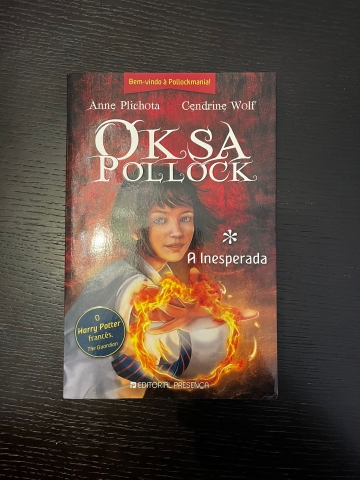 Bem-vindo à Pollockmania!
Anne Plichota Cendrine Wolf
OKSA
POLLOCK
*
A Inesperada
O
Harry Potter
Francês.
The Guardian
EDITORIAL PRESENÇA